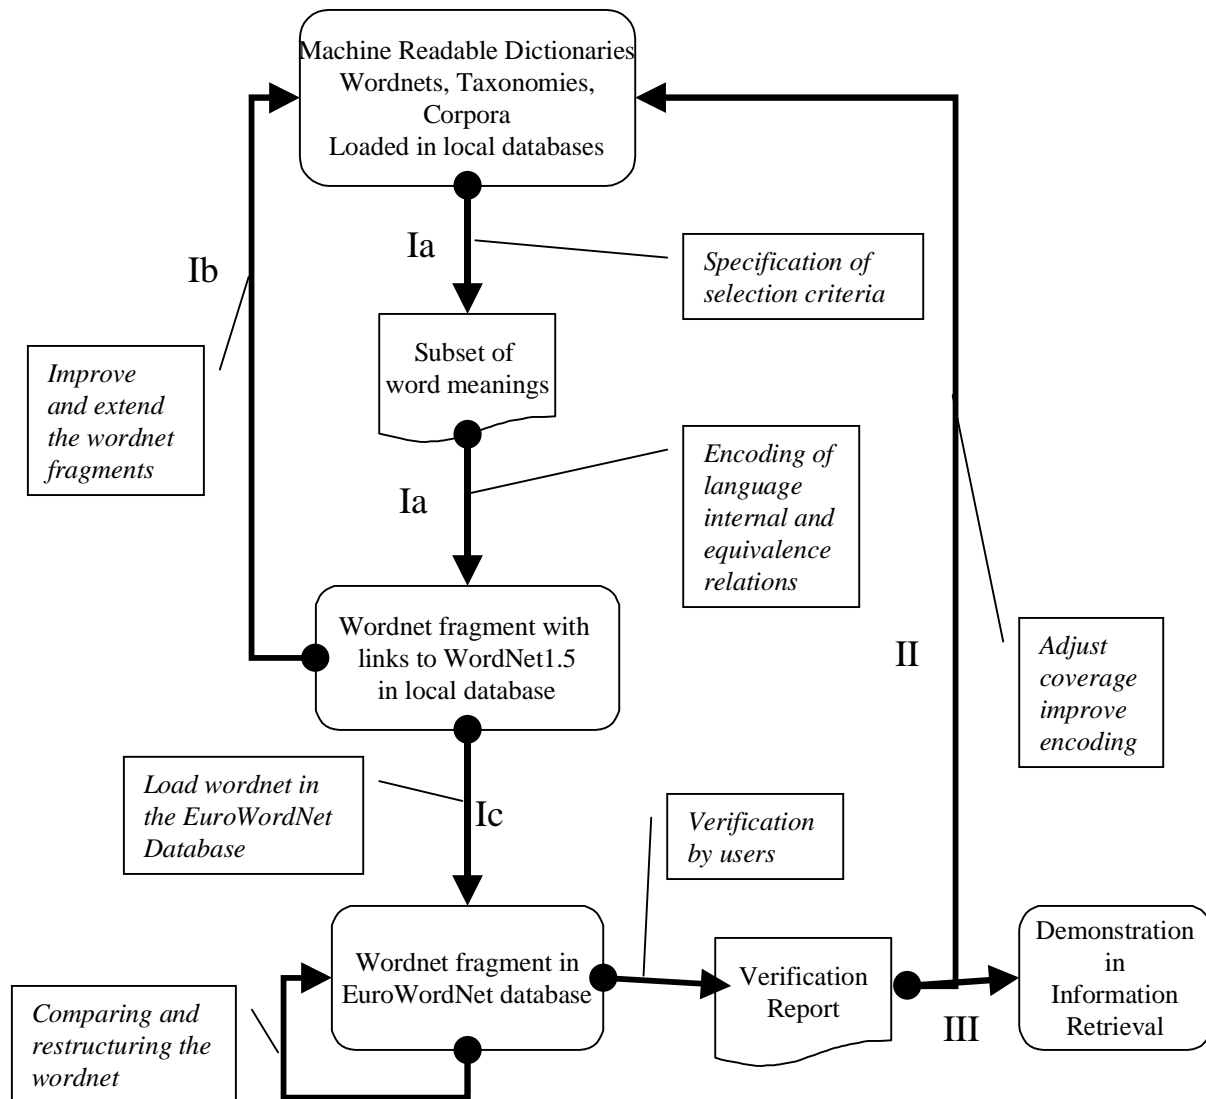 Machine Readable Dictionaries
Wordnets, Taxonomies,
Corpora
Loaded in local databases
Ia
Ib
Specification of
selection criteria
Subset of
word meanings
Improve
and extend
the wordnet
fragments
Ia
Encoding of
language
internal and
equivalence
relations
Wordnet fragment with
links to WordNet1.5
in local database
II
Adjust
coverage
improve
encoding
Load wordnet in
the EuroWordNet
Database
Ic
Verification
by users
Wordnet fragment in
EuroWordNet database
Verification
Report
III
Demonstration
in
Information
Retrieval
Comparing and
restructuring the
wordnet